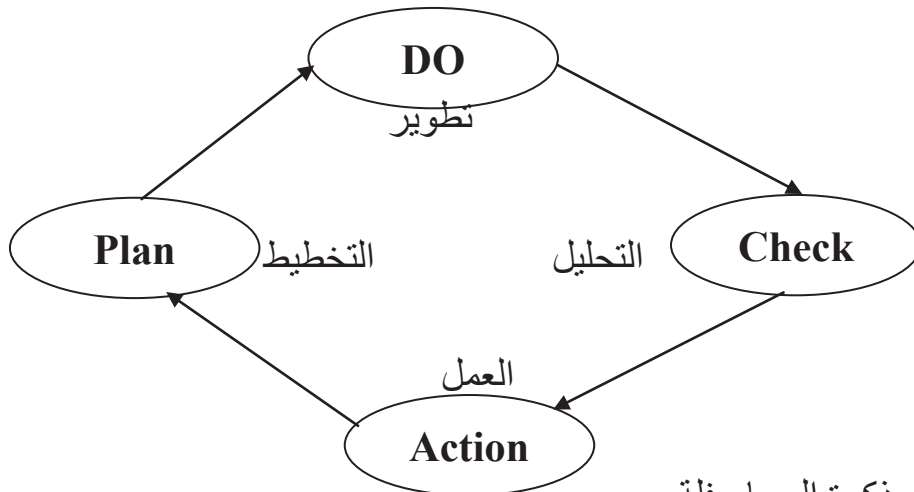 DO
تطوير
Plan
التخطيط
التحليل
Check
العمل
Action